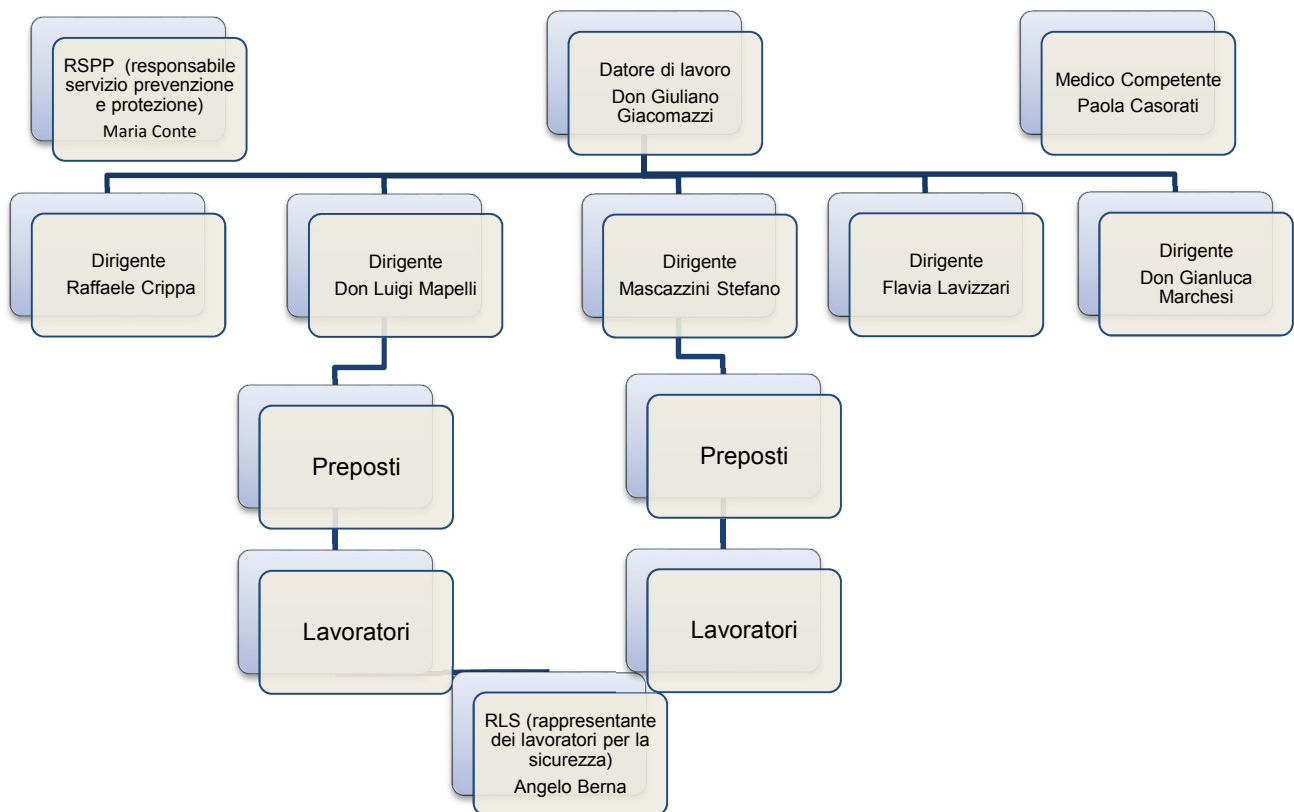 RSPP (responsabile
servizio prevenzione
e protezione)
Maria Conte
Datore di lavoro
Don Giuliano
Giacomazzi
Medico Competente
Paola Casorati
Dirigente
Raffaele Crippa
Dirigente
Don Luigi Mapelli
Dirigente
Mascazzini Stefano
Dirigente
Flavia Lavizzari
Dirigente
Don Gianluca
Marchesi
Preposti
Preposti
Lavoratori
Lavoratori
RLS (rappresentante
dei lavoratori per la
sicurezza)
Angelo Berna